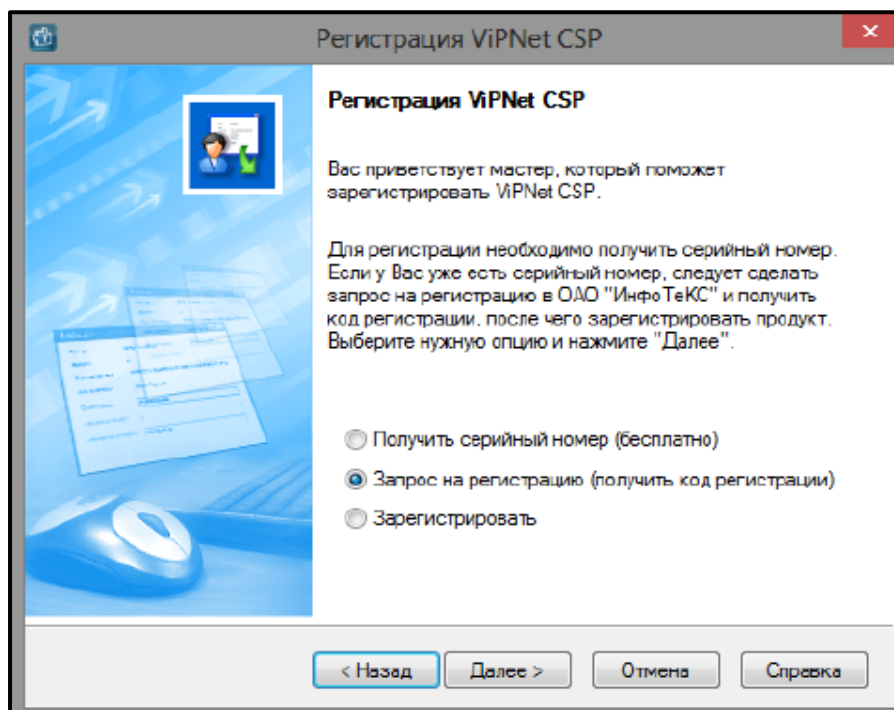 Регистрация ViPNet CSP
Регистрация ViPNet CSP
Вас приветствует мастер, который поможет
зарегистрировать ViPNet CSP.
Для регистрации необходимо получить серийный номер.
Если у Вас уже есть серийный номер, следует сделать
запрос на регистрацию в ОАО "ИнфоТеКС" и получить
код регистрации, после чего зарегистрировать продукт.
Выберите нужную опцию и нажмите "Далее".
Получить серийный номер (бесплатно)
Запрос на регистрацию (получить код регистрации)
Зарегистрировать
< Назад
Далее >
Отмена
Справка